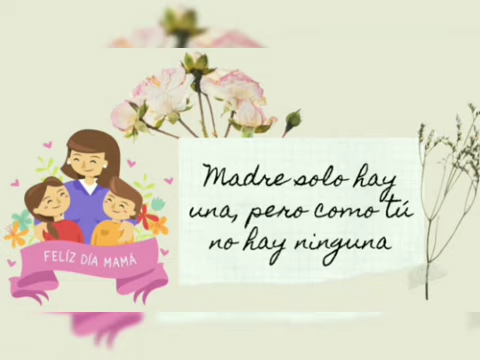 Madre solo hay
una, pero como tú
no hay ninguna
FELÍZ DÍA MAMÁ